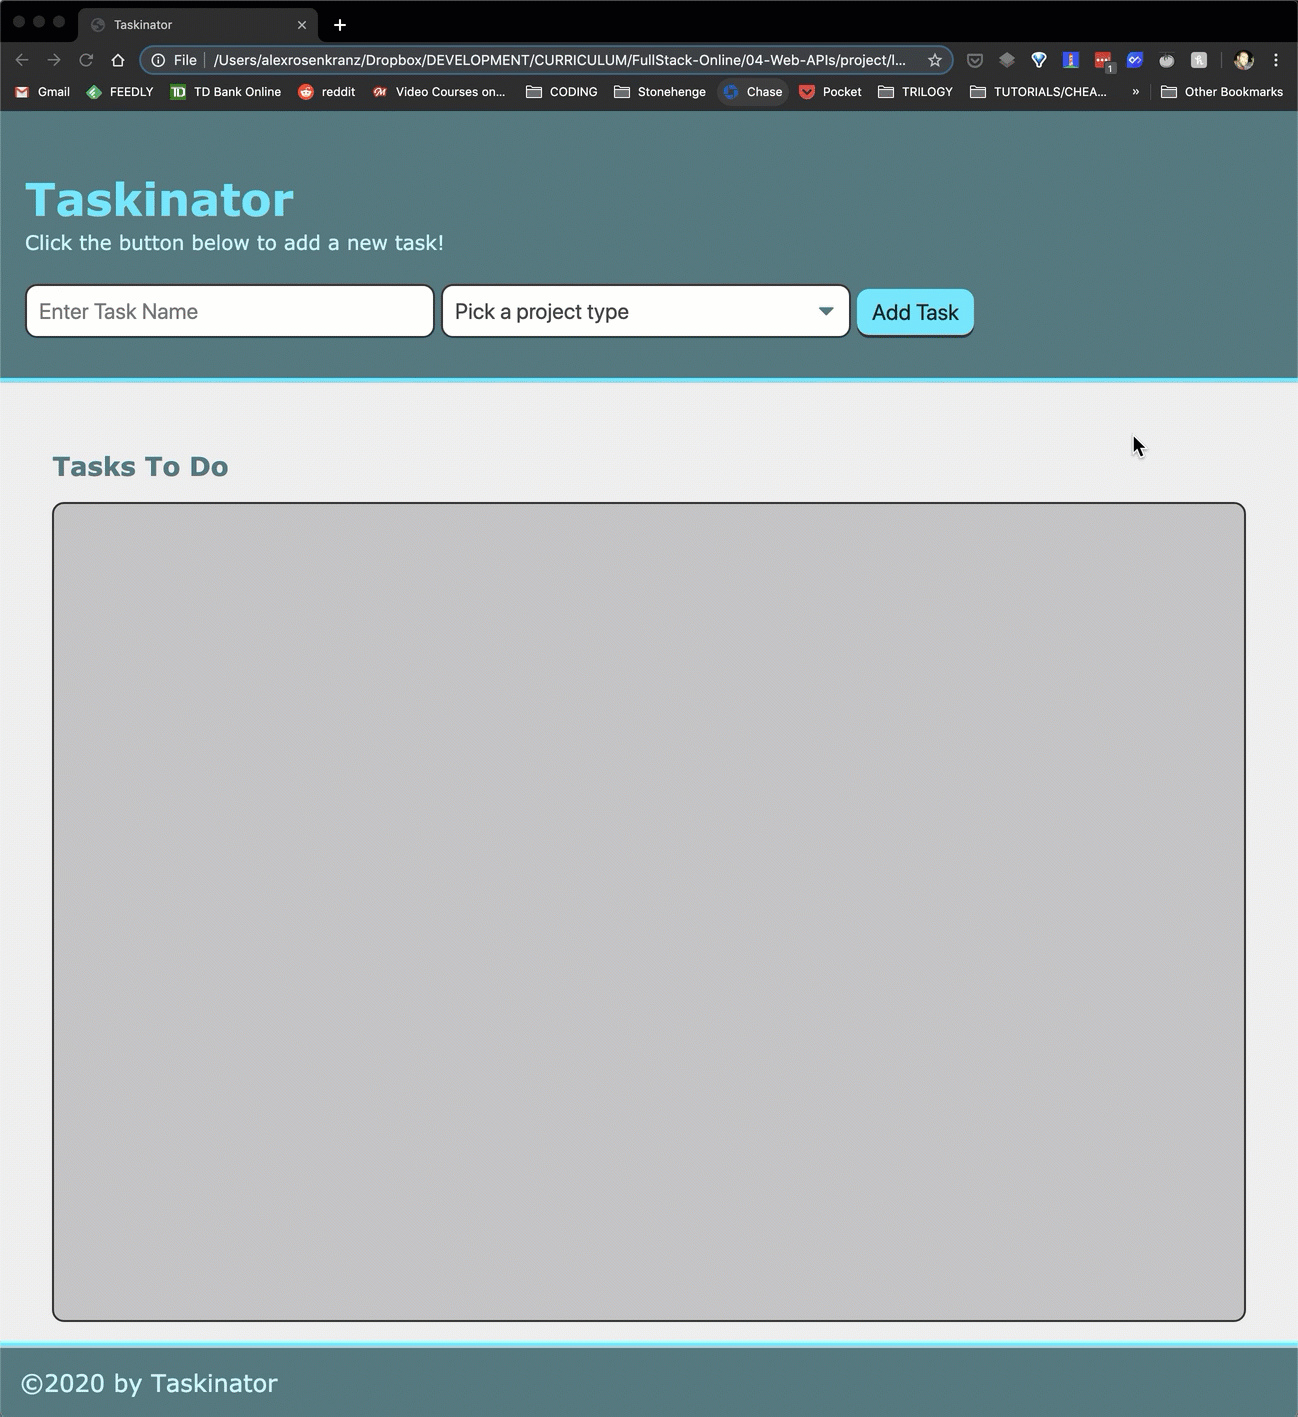 Taskinator
File /Users/alexrosenkranz/Dropbox/DEVELOPMENT/CURRICULUM/FullStack-Online/04-Web-APIs/project/l...
1
Gmail FEEDLY TD Bank Online reddit Video Courses on... CODING Stonehenge Chase Pocket TRILOGY TUTORIALS/CHEA... » Other Bookmarks
Taskinator
Click the button below to add a new task!
Enter Task Name Pick a project type Add Task
Tasks To Do
©2020 by Taskinator